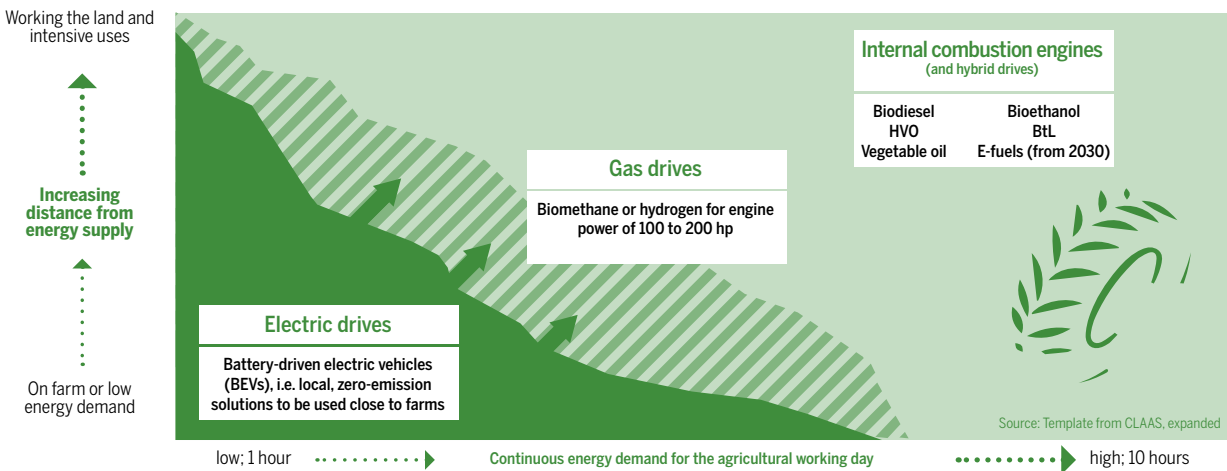 Working the land and
intensive uses
Increasing
distance from
energy supply
On farm or low
energy demand
Internal combustion engines
(and hybrid drives)
Biodiesel
HVO
Vegetable oil
Bioethanol
BtL
E-fuels (from 2030)
Gas drives
Biomethane or hydrogen for engine
power of 100 to 200 hp
Electric drives
Battery-driven electric vehicles
(BEVs), i.e. local, zero-emission
solutions to be used close to farms
Source: Template from CLAAS, expanded
low; 1 hour
Continuous energy demand for the agricultural working day
high; 10 hours